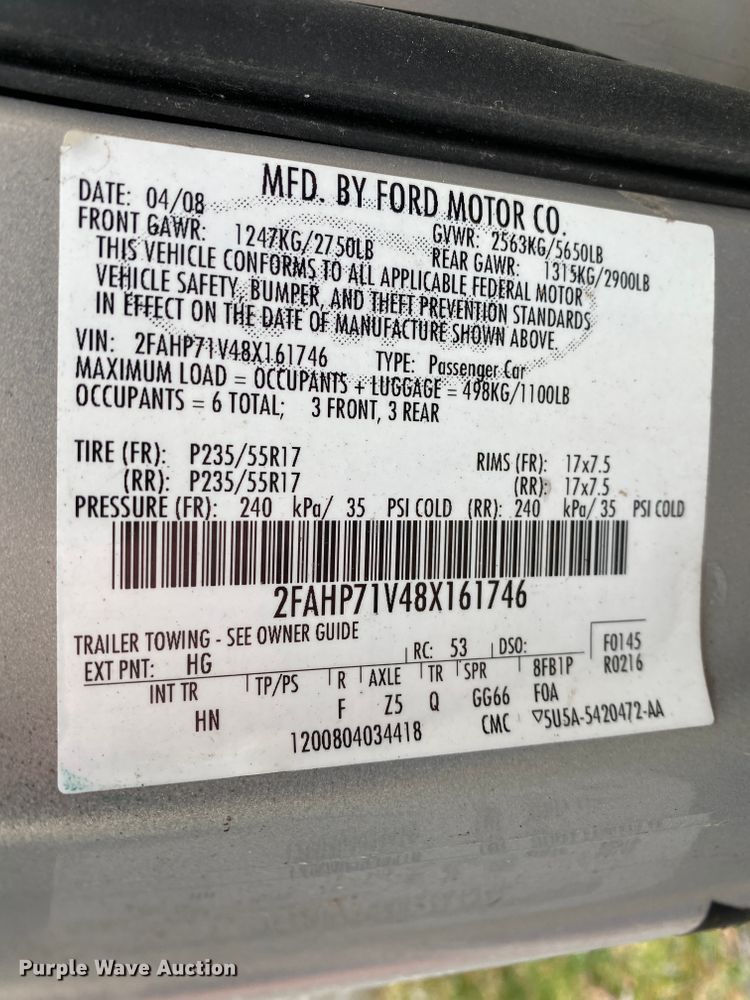 MFD. BY FORD MOTOR CO.
DATE: 04/08 GVWR: 2563KG/5650LB
FRONT GAWR: 1247KG/2750LB REAR GAWR: 1315KG/2900LB
THIS VEHICLE CONFORMS TO ALL APPLICABLE FEDERAL MOTOR
VEHICLE SAFETY, BUMPER, AND THEFT PREVENTION STANDARDS
IN EFFECT ON THE DATE OF MANUFACTURE SHOWN ABOVE.
VIN: 2FAHP71V48X161746 TYPE: Passenger Car
MAXIMUM LOAD = OCCUPANTS + LUGGAGE = 498KG/1100LB
OCCUPANTS = 6 TOTAL; 3 FRONT, 3 REAR
TIRE (FR): P235/55R17 RIMS (FR): 17x7.5
(RR): P235/55R17 (RR): 17x7.5
PRESSURE (FR): 240 kPa/ 35 PSI COLD (RR): 240 kPa/ 35 PSI COLD
2FAHP71V48X161746
TRAILER TOWING - SEE OWNER GUIDE
EXT PNT: HG RC: 53 DSO: F0145
INT TR TP/PS R AXLE TR SPR 8FB1P R0216
HN F Z5 Q GG66 FOA
1200804034418 CMC ▽5U5A-5420472-AA
Purple Wave Auction